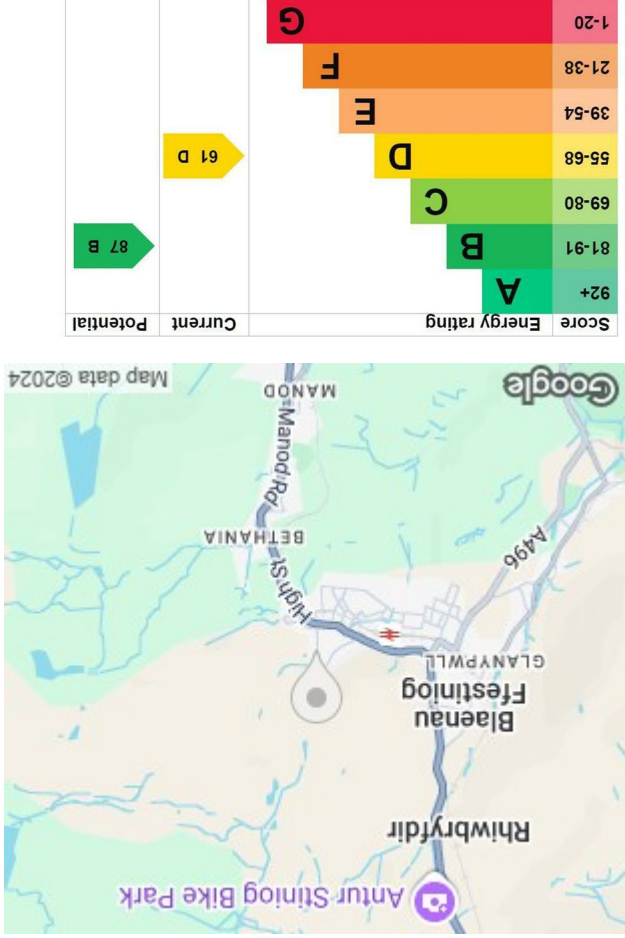 Antur Stiniog Bike Park
Rhiwbryfdir
Blaenau
Ffestiniog
GLANYPWLL
A496
High St
BETHANIA
Manod Rd
MANOD
Google
Map data ©2024
Score Energy rating Current Potential
92+ A
81-91 B 87 B
69-80 C
55-68 D 61 D
39-54 E
21-38 F
1-20 G